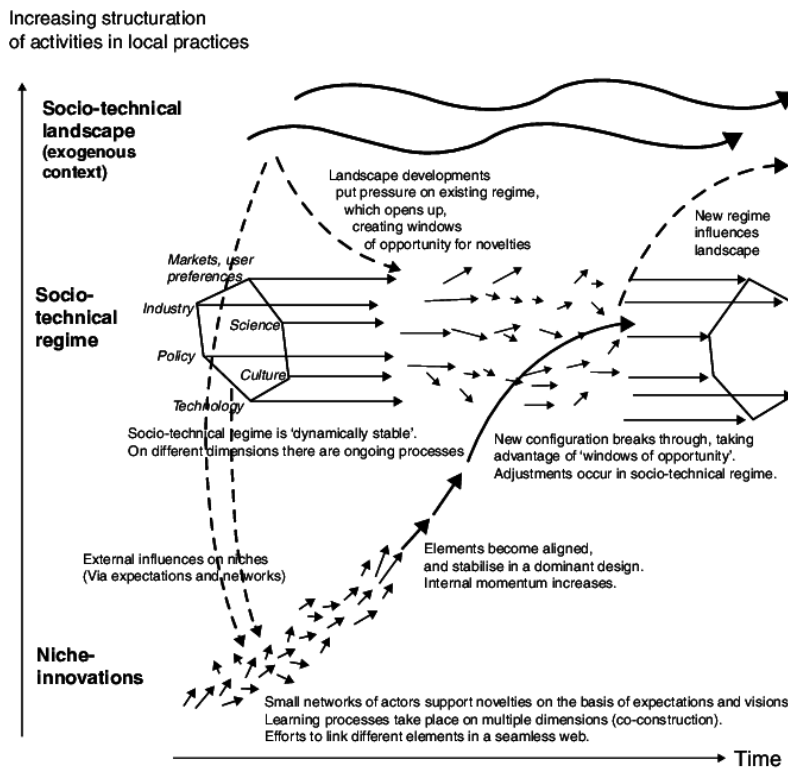 Increasing structuration
of activities in local practices
Socio-technical
landscape
(exogenous
context)
Landscape developments
put pressure on existing regime,
which opens up,
creating windows
of opportunity for novelties
New regime
influences
landscape
Markets, user
preferences
Socio-
technical
regime
Industry
Science
Policy
Culture
Technology
Socio-technical regime is ‘dynamically stable’.
On different dimensions there are ongoing processes
New configuration breaks through, taking
advantage of ‘windows of opportunity’.
Adjustments occur in socio-technical regime.
External influences on niches
(Via expectations and networks)
Elements become aligned,
and stabilise in a dominant design.
Internal momentum increases.
Niche-
innovations
Small networks of actors support novelties on the basis of expectations and visions
Learning processes take place on multiple dimensions (co-construction).
Efforts to link different elements in a seamless web.
Time